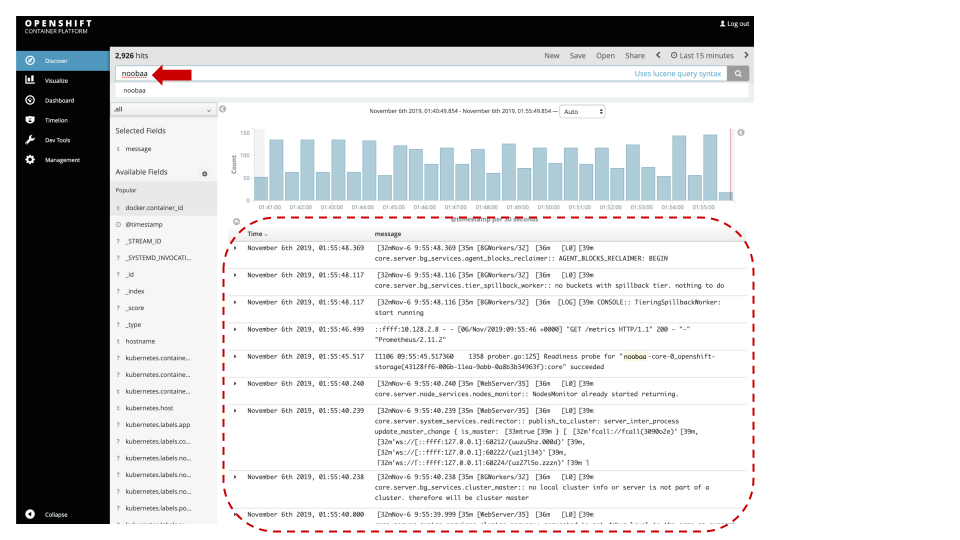 OPENSHIFT
CONTAINER PLATFORM
Log out
Discover
Visualize
Dashboard
Timelion
Dev Tools
Management
Collapse
2,926 hits
New Save Open Share Last 15 minutes
noobaa
Uses lucene query syntax
noobaa
.all
November 6th 2019, 01:40:49.854 - November 6th 2019, 01:55:49.854 — Auto
Selected Fields
t message
Available Fields
Popular
t docker.container_id
@timestamp
? _STREAM_ID
? _SYSTEMD_INVOCATI...
? _id
? _index
? _score
? _type
t hostname
? kubernetes.containe...
? kubernetes.containe...
t kubernetes.containe...
t kubernetes.host
? kubernetes.labels.app
? kubernetes.labels.co...
? kubernetes.labels.no...
? kubernetes.labels.no...
? kubernetes.labels.no...
? kubernetes.labels.no...
? kubernetes.labels.po...
Count
150
100
50
0
01:41:00 01:42:00 01:43:00 01:44:00 01:45:00 01:46:00 01:47:00 01:48:00 01:49:00 01:50:00 01:51:00 01:52:00 01:53:00 01:54:00 01:55:00
@timestamp per 30 seconds
Time message
November 6th 2019, 01:55:48.369 [32mNov-6 9:55:48.369 [35m [BGWorkers/32] [36m [L0] [39m
core.server.bg_services.agent_blocks_reclaimer:: AGENT_BLOCKS_RECLAIMER: BEGIN
November 6th 2019, 01:55:48.117 [32mNov-6 9:55:48.117 [35m [BGWorkers/32] [36m [L0] [39m
core.server.bg_services.tier_spillback_worker:: no buckets with spillback tier. nothing to do
November 6th 2019, 01:55:48.117 [32mNov-6 9:55:48.116 [35m [BGWorkers/32] [36m [LOG] [39m CONSOLE:: TieringSpillbackWorker:
start running
November 6th 2019, 01:55:46.499 ::ffff:10.128.2.8 - - [06/Nov/2019:09:55:46 +0000] "GET /metrics HTTP/1.1" 200 - "-"
"Prometheus/2.11.2"
November 6th 2019, 01:55:45.517 I1106 09:55:45.517360 1358 prober.go:125] Readiness probe for "noobaa-core-0_openshift-
storage(43128ff6-006b-11ea-9abb-0a8b3b34963f):core" succeeded
November 6th 2019, 01:55:40.240 [32mNov-6 9:55:40.240 [35m [WebServer/35] [36m [L0] [39m
core.server.node_services.nodes_monitor:: NodesMonitor already started returning.
November 6th 2019, 01:55:40.239 [32mNov-6 9:55:40.239 [35m [WebServer/35] [36m [L0] [39m
core.server.system_services.redirector:: publish_to_cluster: server_inter_process
update_master_change { is_master: [33mtrue [39m } [ [32m'fcall://fcall(3090o2e)' [39m,
[32m'ws://[::ffff:127.0.0.1]:60212/(uuzu5hz.000d)' [39m,
[32m'ws://[::ffff:127.0.0.1]:60222/(uz1jl34)' [39m,
[32m'ws://[::ffff:127.0.0.1]:60224/(uz27l5o.zzzn)' [39m ]
November 6th 2019, 01:55:40.238 [32mNov-6 9:55:40.238 [35m [WebServer/35] [36m [L0] [39m
core.server.bg_services.cluster_master:: no local cluster info or server is not part of a
cluster. therefore will be cluster master
November 6th 2019, 01:55:40.000 [32mNov-6 9:55:39.999 [35m [WebServer/35] [36m [L0] [39m